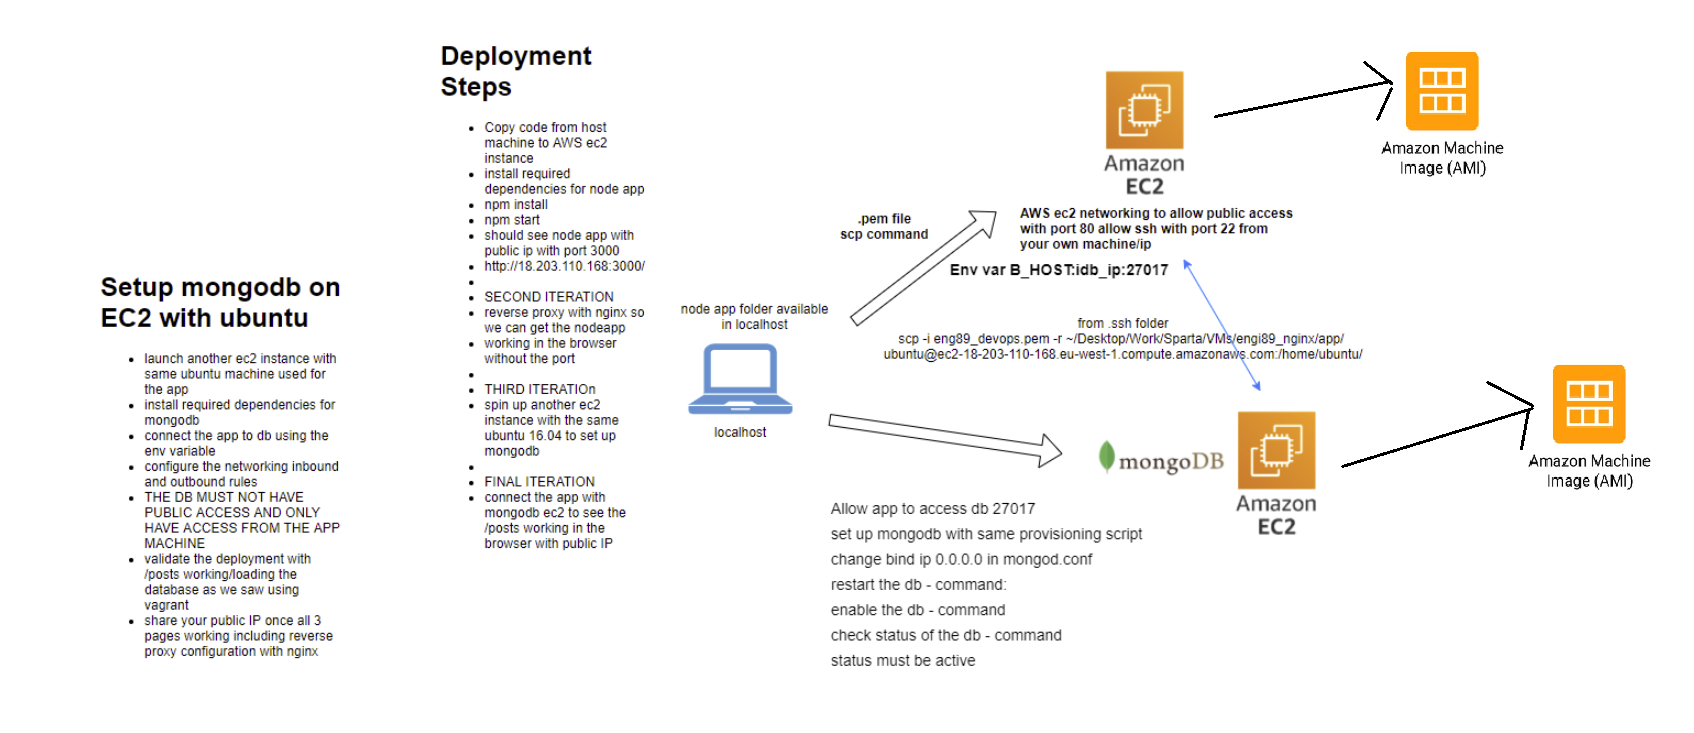 Deployment
Steps
Copy code from host
machine to AWS ec2
instance
install required
dependencies for node app
npm install
npm start
should see node app with
public ip with port 3000
http://18.203.110.168:3000/
SECOND ITERATION
reverse proxy with nginx so
we can get the nodeapp
working in the browser
without the port
THIRD ITERATIOn
spin up another ec2
instance with the same
ubuntu 16.04 to set up
mongodb
FINAL ITERATION
connect the app with
mongodb ec2 to see the
/posts working in the
browser with public IP
Setup mongodb on
EC2 with ubuntu
launch another ec2 instance with
same ubuntu machine used for
the app
install required dependencies for
mongodb
connect the app to db using the
env variable
configure the networking inbound
and outbound rules
THE DB MUST NOT HAVE
PUBLIC ACCESS AND ONLY
HAVE ACCESS FROM THE APP
MACHINE
validate the deployment with
/posts working/loading the
database as we saw using
vagrant
share your public IP once all 3
pages working including reverse
proxy configuration with nginx
node app folder available
in localhost
localhost
.pem file
scp command
Amazon
EC2
Amazon Machine
Image (AMI)
AWS ec2 networking to allow public access
with port 80 allow ssh with port 22 from
your own machine/ip
Env var B_HOST:idb_ip:27017
from .ssh folder
scp -i eng89_devops.pem -r ~/Desktop/Work/Sparta/VMs/engi89_nginx/app/
ubuntu@ec2-18-203-110-168.eu-west-1.compute.amazonaws.com:/home/ubuntu/
mongoDB
Amazon
EC2
Amazon Machine
Image (AMI)
Allow app to access db 27017
set up mongodb with same provisioning script
change bind ip 0.0.0.0 in mongod.conf
restart the db - command:
enable the db - command
check status of the db - command
status must be active